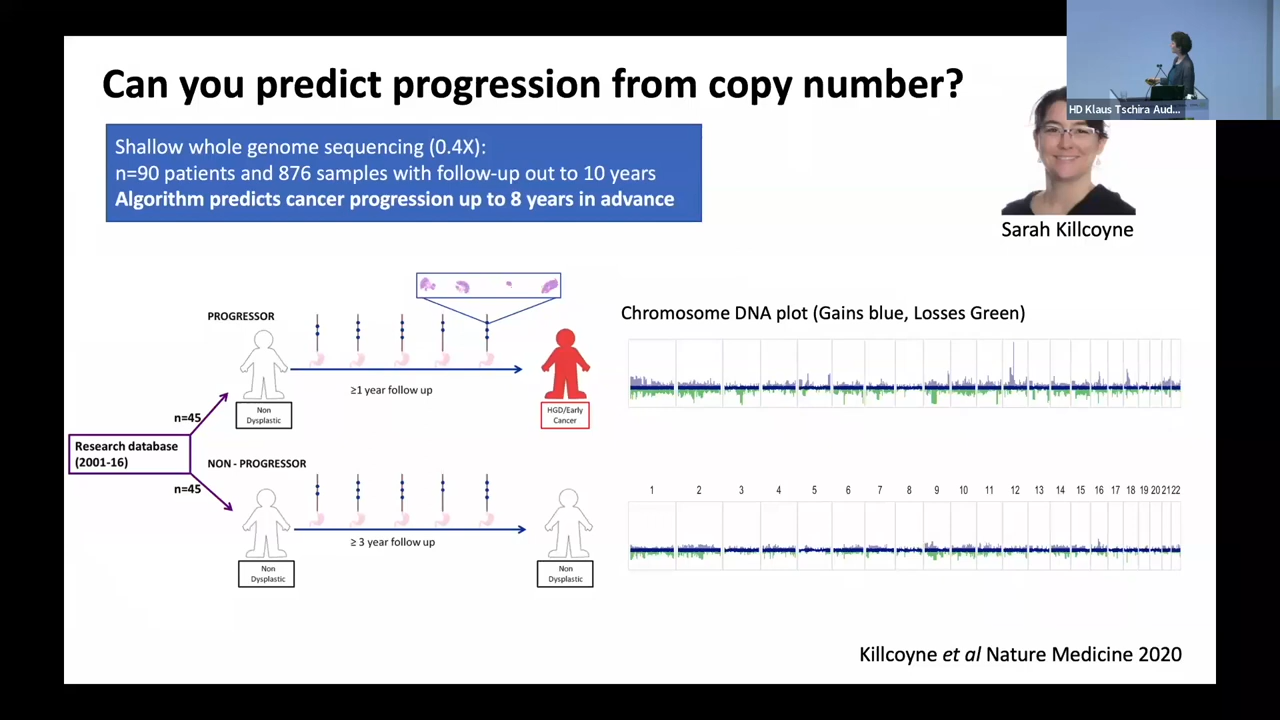 Can you predict progression from copy number?
HD Klaus Tschira Aud...
Shallow whole genome sequencing (0.4X):
n=90 patients and 876 samples with follow-up out to 10 years
Algorithm predicts cancer progression up to 8 years in advance
Sarah Killcoyne
PROGRESSOR
≥1 year follow up
Non
Dysplastic
HGD/Early
Cancer
n=45
Research database
(2001-16)
n=45
NON - PROGRESSOR
≥ 3 year follow up
Non
Dysplastic
Non
Dysplastic
Chromosome DNA plot (Gains blue, Losses Green)
1 2 3 4 5 6 7 8 9 10 11 12 13 14 15 16 17 18 19 20 21 22
Killcoyne et al Nature Medicine 2020